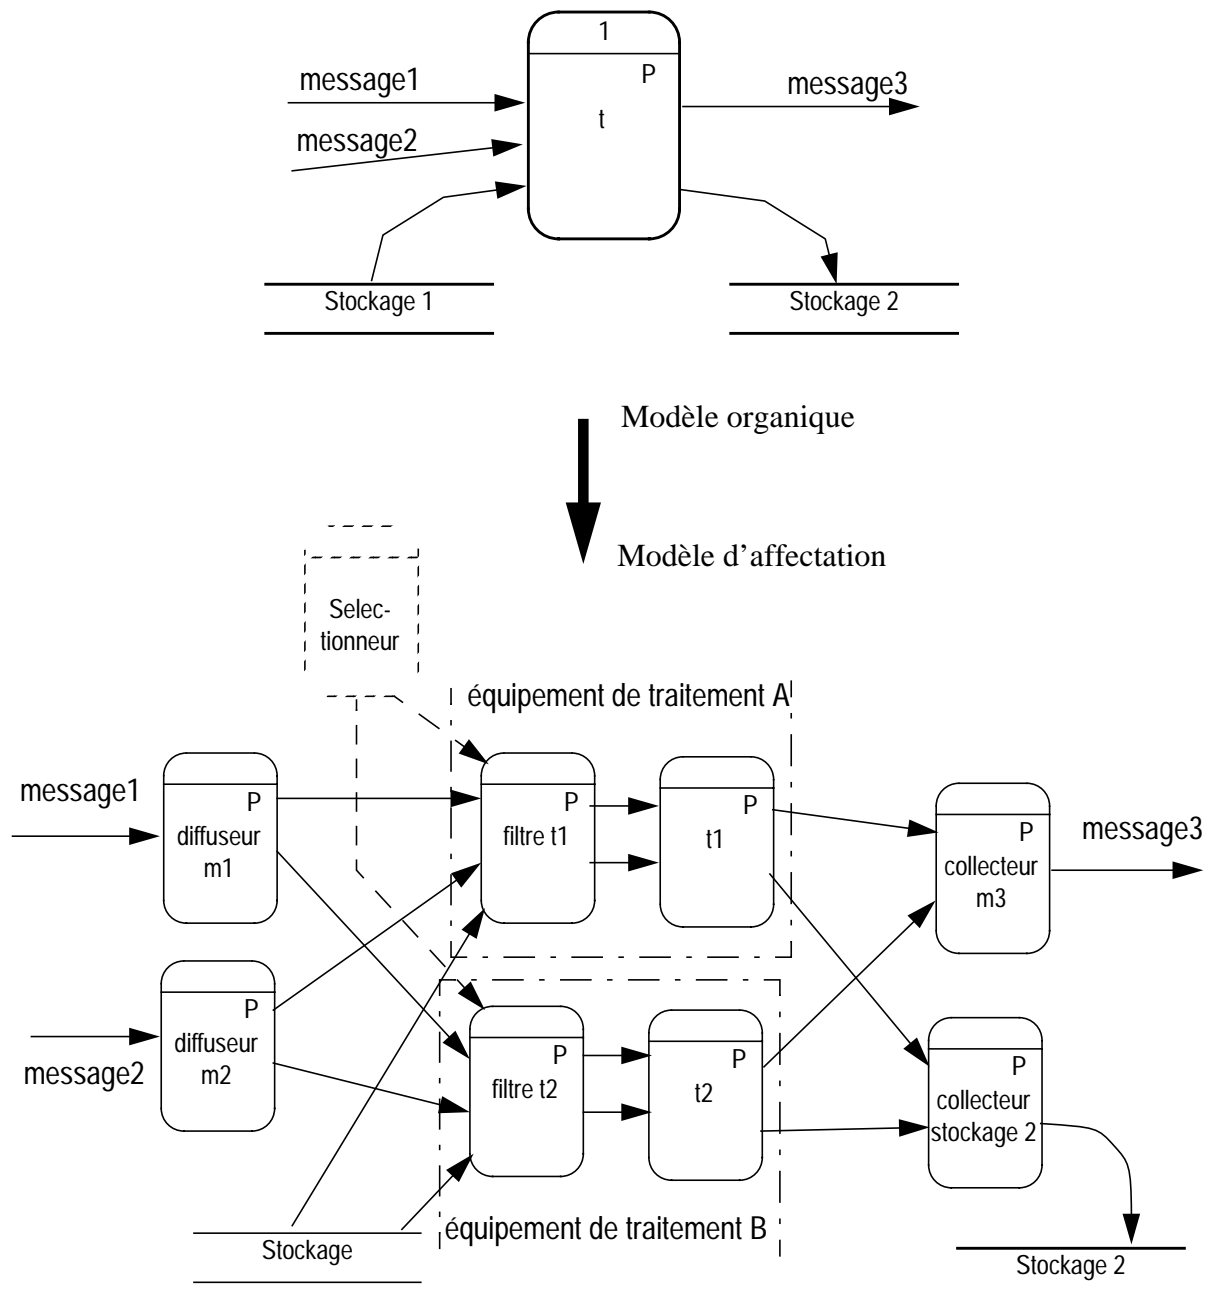 1
P
message1
message3
t
message2
Stockage 1
Stockage 2
Modèle organique
Modèle d'affectation
Selec-
tionneur
équipement de traitement A
message1
P
diffuseur
m1
P
filtre t1
P
t1
P
collecteur
m3
message3
message2
P
diffuseur
m2
P
filtre t2
P
t2
P
collecteur
stockage 2
équipement de traitement B
Stockage
Stockage 2